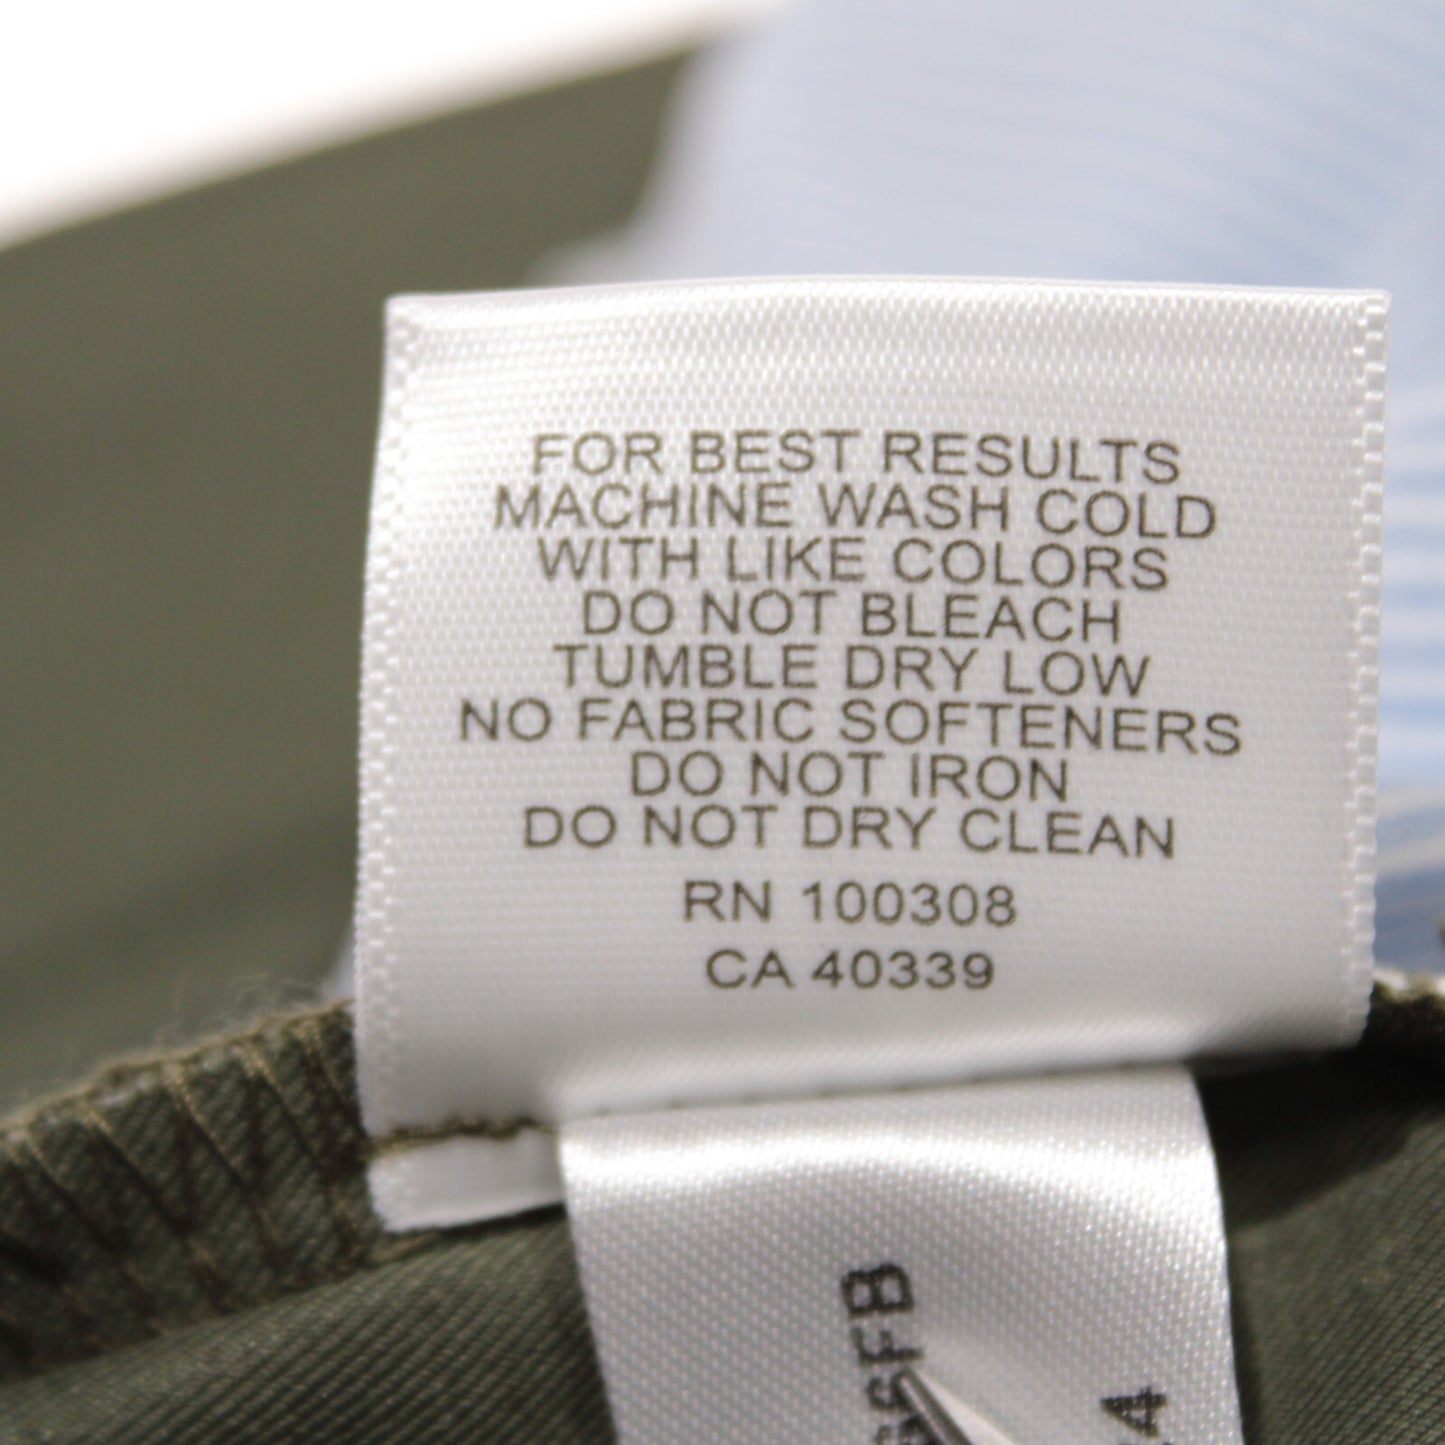 FOR BEST RESULTS
MACHINE WASH COLD
WITH LIKE COLORS
DO NOT BLEACH
TUMBLE DRY LOW
NO FABRIC SOFTENERS
DO NOT IRON
DO NOT DRY CLEAN
RN 100308
CA 40339